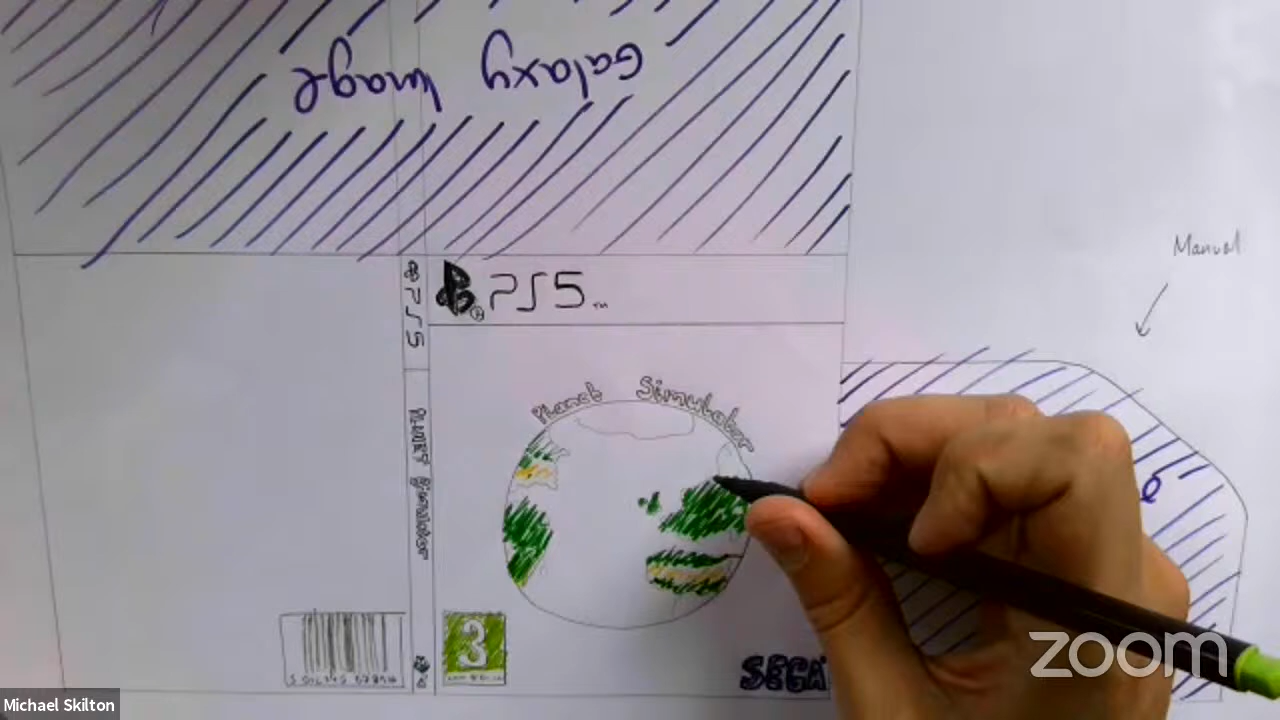 Galaxy Image
Manual
PS5
PS5
Planet Simulator
PLANET Simulator
3
SEGA
zoom
Michael Skilton